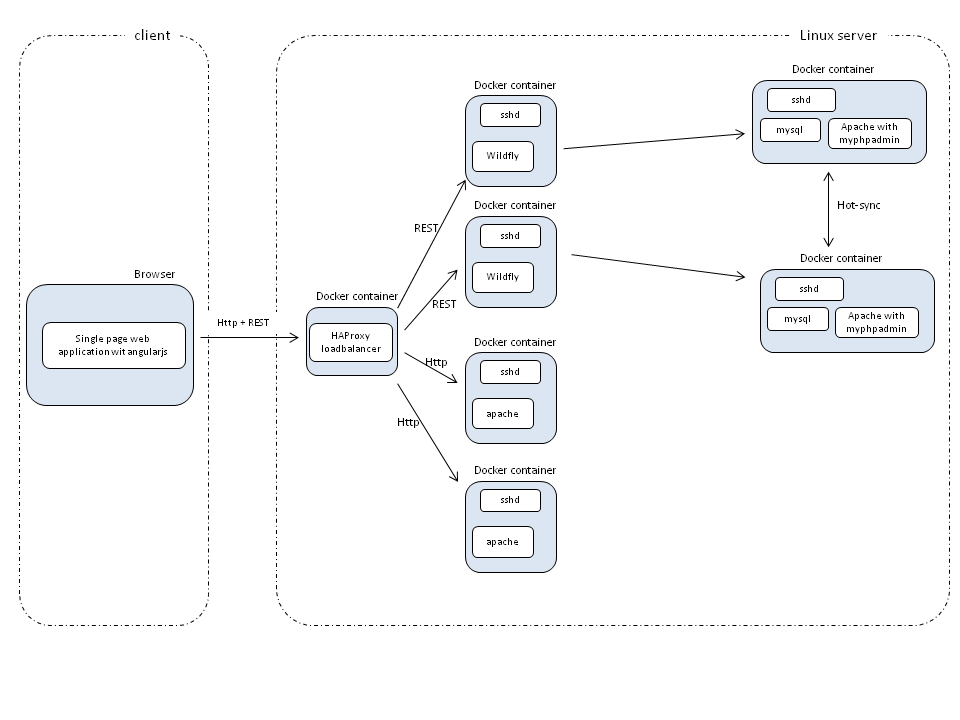 client
Linux server
Docker container
sshd
mysql
Apache with
myphpadmin
Docker container
sshd
Wildfly
Hot-sync
Docker container
sshd
Wildfly
REST
REST
Docker container
sshd
mysql
Apache with
myphpadmin
Browser
Single page web
application wit angularjs
Http + REST
Docker container
HAProxy
loadbalancer
Http
Http
Docker container
sshd
apache
Docker container
sshd
apache